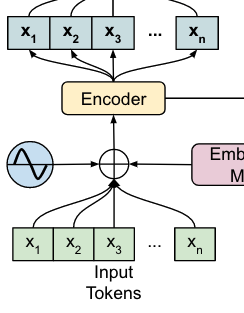 x1 x2 x3 ... xn
Encoder
Emb
M
x1 x2 x3 ... xn
Input
Tokens